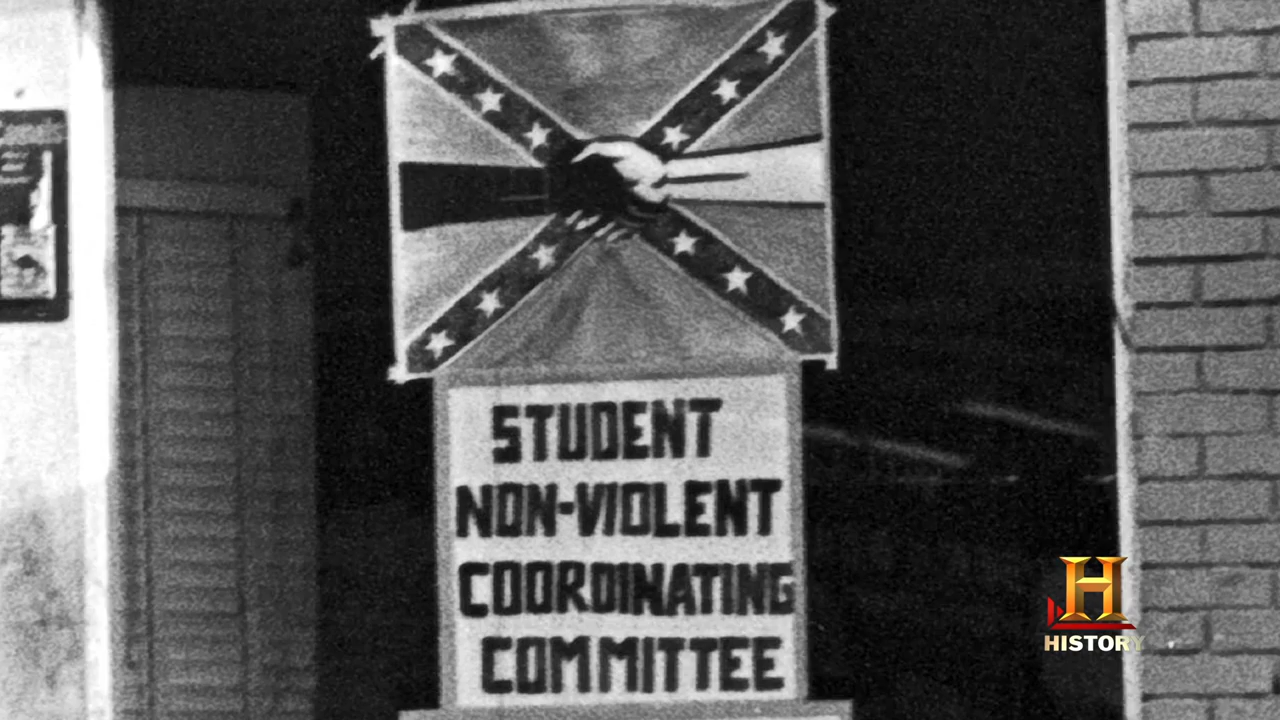 STUDENT
NON-VIOLENT
COORDINATING
COMMITTEE
H
HISTORY